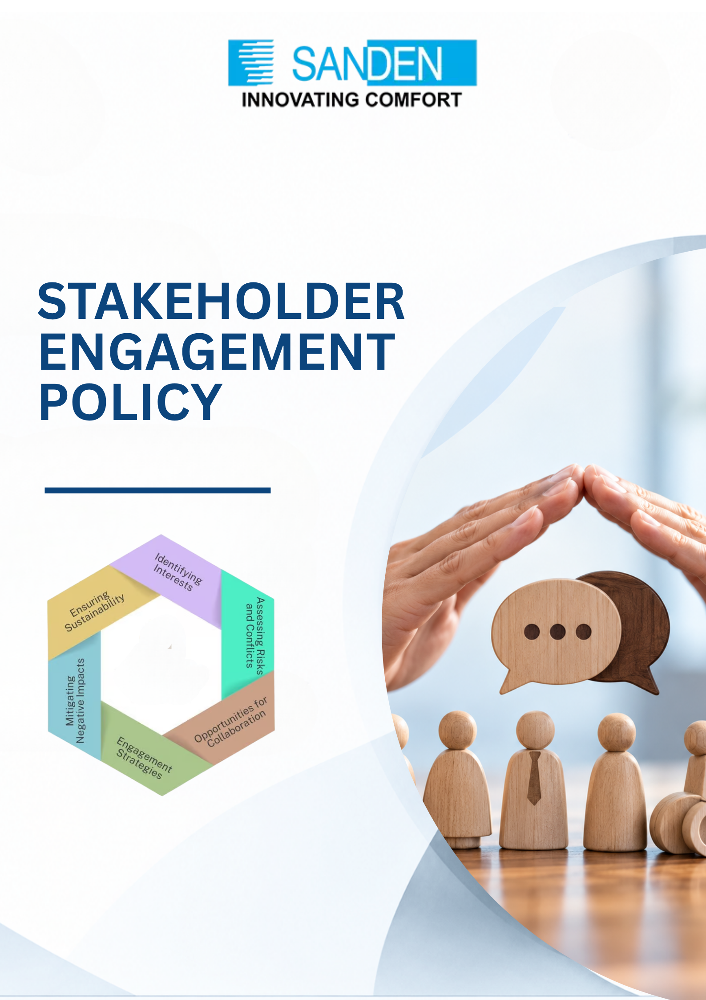 SANDEN
INNOVATING COMFORT
STAKEHOLDER
ENGAGEMENT
POLICY
Identifying
Interests
Assessing Risks
and Conflicts
Opportunities for
Collaboration
Engagement
Strategies
Mitigating
Negative Impacts
Ensuring
Sustainability